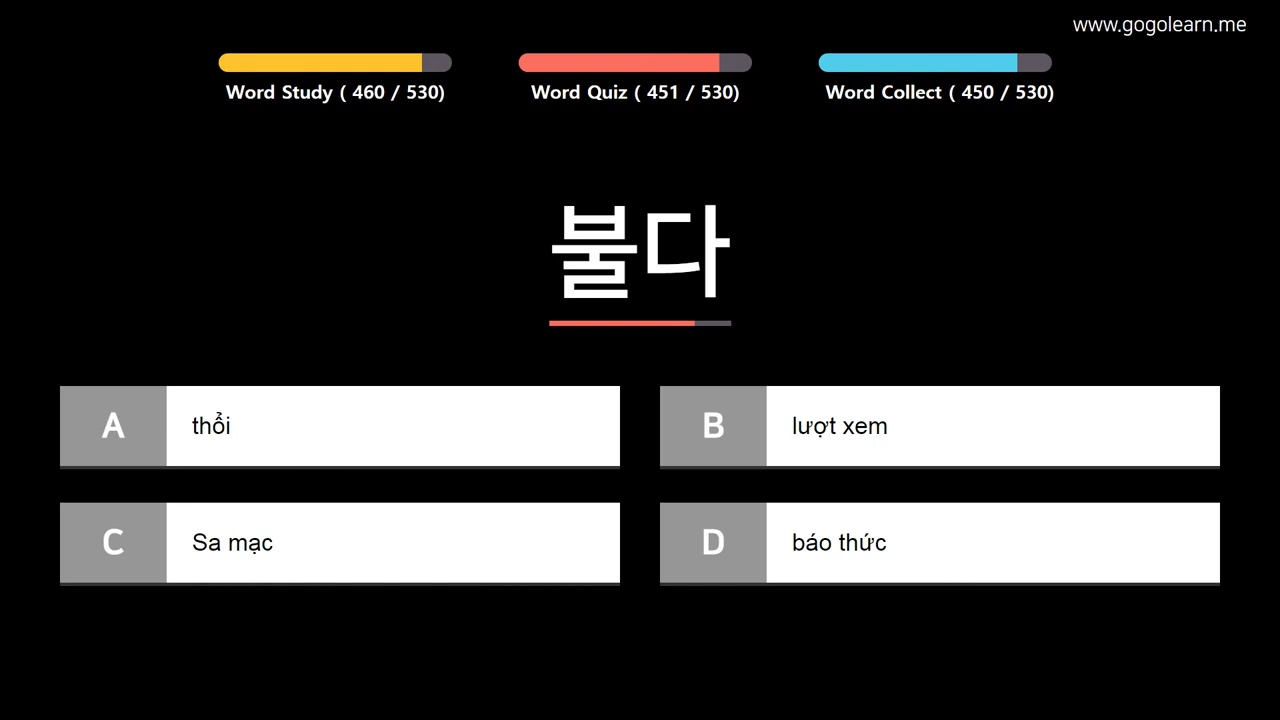 www.gogolearn.me
Word Study ( 460 / 530)
Word Quiz ( 451 / 530)
Word Collect ( 450 / 530)
불다
A thổi
B lượt xem
C Sa mạc
D báo thức